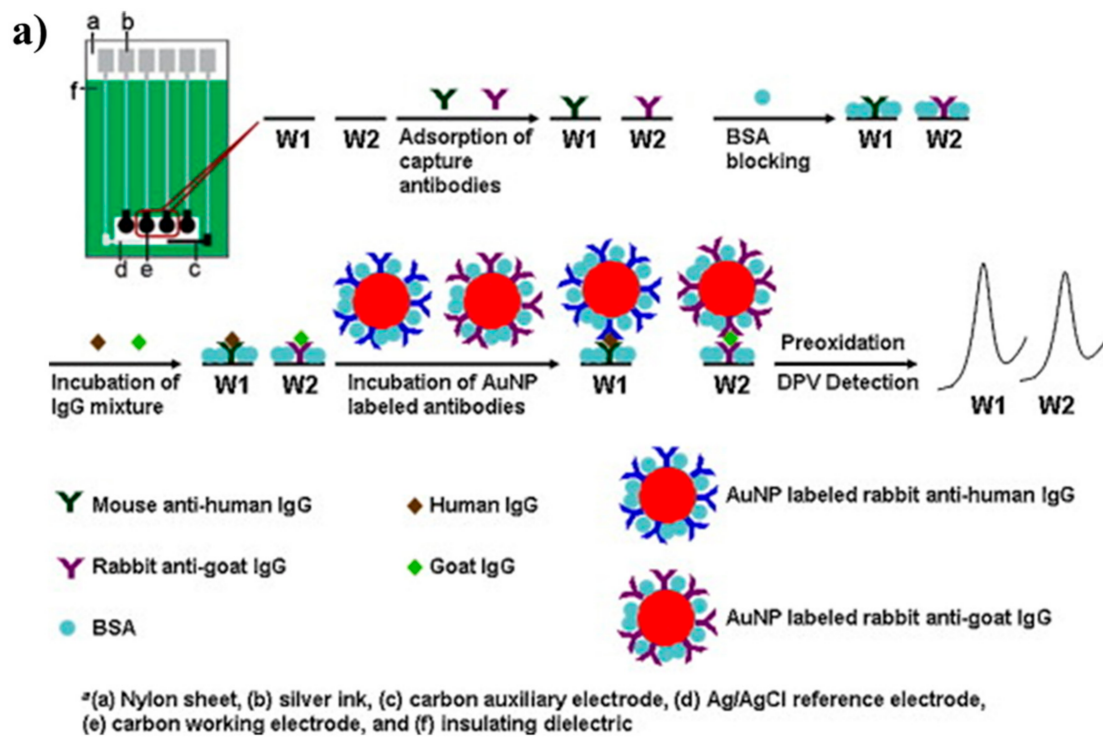 a)
a
b
f
d
e
c
W1
W2
Adsorption of
capture
antibodies
W1
W2
BSA
blocking
W1
W2
Incubation of
IgG mixture
W1
W2
Incubation of AuNP
labeled antibodies
W1
W2
Preoxidation
DPV Detection
W1
W2
Mouse anti-human IgG
Human IgG
AuNP labeled rabbit anti-human IgG
Rabbit anti-goat IgG
Goat IgG
BSA
AuNP labeled rabbit anti-goat IgG
a(a) Nylon sheet, (b) silver ink, (c) carbon auxiliary electrode, (d) Ag/AgCl reference electrode,
(e) carbon working electrode, and (f) insulating dielectric